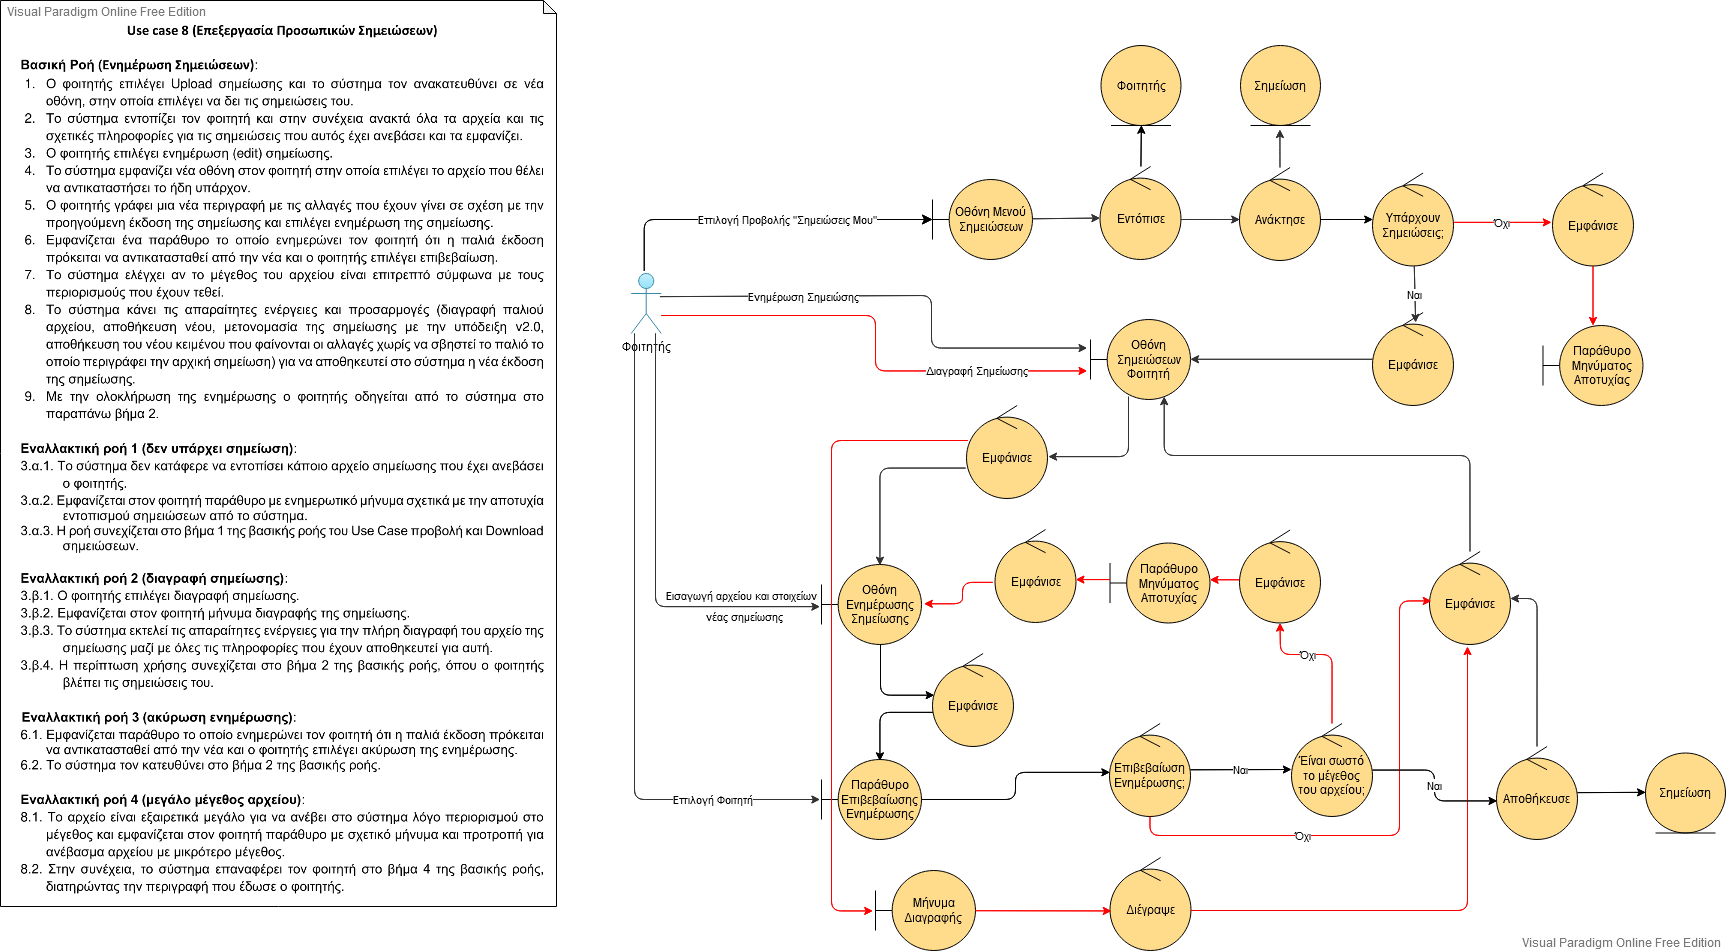 Visual Paradigm Online Free Edition
Use case 8 (Επεξεργασία Προσωπικών Σημειώσεων)
Βασική Ροή (Ενημέρωση Σημειώσεων):
1. Ο φοιτητής επιλέγει Upload σημείωσης και το σύστημα τον ανακατευθύνει σε νέα
οθόνη, στην οποία επιλέγει να δει τις σημειώσεις του.
2. Το σύστημα εντοπίζει τον φοιτητή και στην συνέχεια ανακτά όλα τα αρχεία και τις
σχετικές πληροφορίες για τις σημειώσεις που αυτός έχει ανεβάσει και τα εμφανίζει.
3. Ο φοιτητής επιλέγει ενημέρωση (edit) σημείωσης.
4. Το σύστημα εμφανίζει νέα οθόνη στον φοιτητή στην οποία επιλέγει το αρχείο που θέλει
να αντικαταστήσει το ήδη υπάρχον.
5. Ο φοιτητής γράφει μια νέα περιγραφή με τις αλλαγές που έχουν γίνει σε σχέση με την
προηγούμενη έκδοση της σημείωσης και επιλέγει ενημέρωση της σημείωσης.
6. Εμφανίζεται ένα παράθυρο το οποίο ενημερώνει τον φοιτητή ότι η παλιά έκδοση
πρόκειται να αντικατασταθεί από την νέα και ο φοιτητής επιλέγει επιβεβαίωση.
7. Το σύστημα ελέγχει αν το μέγεθος του αρχείου είναι επιτρεπτό σύμφωνα με τους
περιορισμούς που έχουν τεθεί.
8. Το σύστημα κάνει τις απαραίτητες ενέργειες και προσαρμογές (διαγραφή παλιού
αρχείου, αποθήκευση νέου, μετονομασία της σημείωσης με την υπόδειξη v2.0,
αποθήκευση του νέου κειμένου που φαίνονται οι αλλαγές χωρίς να σβηστεί το παλιό το
οποίο περιγράφει την αρχική σημείωση) για να αποθηκευτεί στο σύστημα η νέα έκδοση
της σημείωσης.
9. Με την ολοκλήρωση της ενημέρωσης ο φοιτητής οδηγείται από το σύστημα στο
παραπάνω βήμα 2.
Εναλλακτική ροή 1 (δεν υπάρχει σημείωση):
3.α.1. Το σύστημα δεν κατάφερε να εντοπίσει κάποιο αρχείο σημείωσης που έχει ανεβάσει
ο φοιτητής.
3.α.2. Εμφανίζεται στον φοιτητή παράθυρο με ενημερωτικό μήνυμα σχετικά με την αποτυχία
εντοπισμού σημειώσεων από το σύστημα.
3.α.3. Η ροή συνεχίζεται στο βήμα 1 της βασικής ροής του Use Case προβολή και Download
σημειώσεων.
Εναλλακτική ροή 2 (διαγραφή σημείωσης):
3.β.1. Ο φοιτητής επιλέγει διαγραφή σημείωσης.
3.β.2. Εμφανίζεται στον φοιτητή μήνυμα διαγραφής της σημείωσης.
3.β.3. Το σύστημα εκτελεί τις απαραίτητες ενέργειες για την πλήρη διαγραφή του αρχείο της
σημείωσης μαζί με όλες τις πληροφορίες που έχουν αποθηκευτεί για αυτή.
3.β.4. Η περίπτωση χρήσης συνεχίζεται στο βήμα 2 της βασικής ροής, όπου ο φοιτητής
βλέπει τις σημειώσεις του.
Εναλλακτική ροή 3 (ακύρωση ενημέρωσης):
6.1. Εμφανίζεται παράθυρο το οποίο ενημερώνει τον φοιτητή ότι η παλιά έκδοση πρόκειται
να αντικατασταθεί από την νέα και ο φοιτητής επιλέγει ακύρωση της ενημέρωσης.
6.2. Το σύστημα τον κατευθύνει στο βήμα 2 της βασικής ροής.
Εναλλακτική ροή 4 (μεγάλο μέγεθος αρχείου):
8.1. Το αρχείο είναι εξαιρετικά μεγάλο για να ανέβει στο σύστημα λόγο περιορισμού στο
μέγεθος και εμφανίζεται στον φοιτητή παράθυρο με σχετικό μήνυμα και προτροπή για
ανέβασμα αρχείου με μικρότερο μέγεθος.
8.2. Στην συνέχεια, το σύστημα επαναφέρει τον φοιτητή στο βήμα 4 της βασικής ροής,
διατηρώντας την περιγραφή που έδωσε ο φοιτητής.
Φοιτητής
Σημείωση
Επιλογή Προβολής "Σημειώσεις Μου"
Οθόνη Μενού
Σημειώσεων
Εντόπισε
Ανάκτησε
Υπάρχουν
Σημειώσεις;
Όχι
Εμφάνισε
Ναι
Φοιτητής
Ενημέρωση Σημειώσης
Διαγραφή Σημείωσης
Οθόνη
Σημειώσεων
Φοιτητή
Εμφάνισε
Παράθυρο
Μηνύματος
Αποτυχίας
Εμφάνισε
Εισαγωγή αρχείου και στοιχείων
νέας σημείωσης
Οθόνη
Ενημέρωσης
Σημείωσης
Εμφάνισε
Παράθυρο
Μηνύματος
Αποτυχίας
Εμφάνισε
Εμφάνισε
Όχι
Εμφάνισε
Επιλογή Φοιτητή
Παράθυρο
Επιβεβαίωσης
Ενημέρωσης
Επιβεβαίωση
Ενημέρωσης;
Ναι
Έίναι σωστό
το μέγεθος
του αρχείου;
Ναι
Αποθήκευσε
Σημείωση
Όχι
Μήνυμα
Διαγραφής
Διέγραψε
Visual Paradigm Online Free Edition